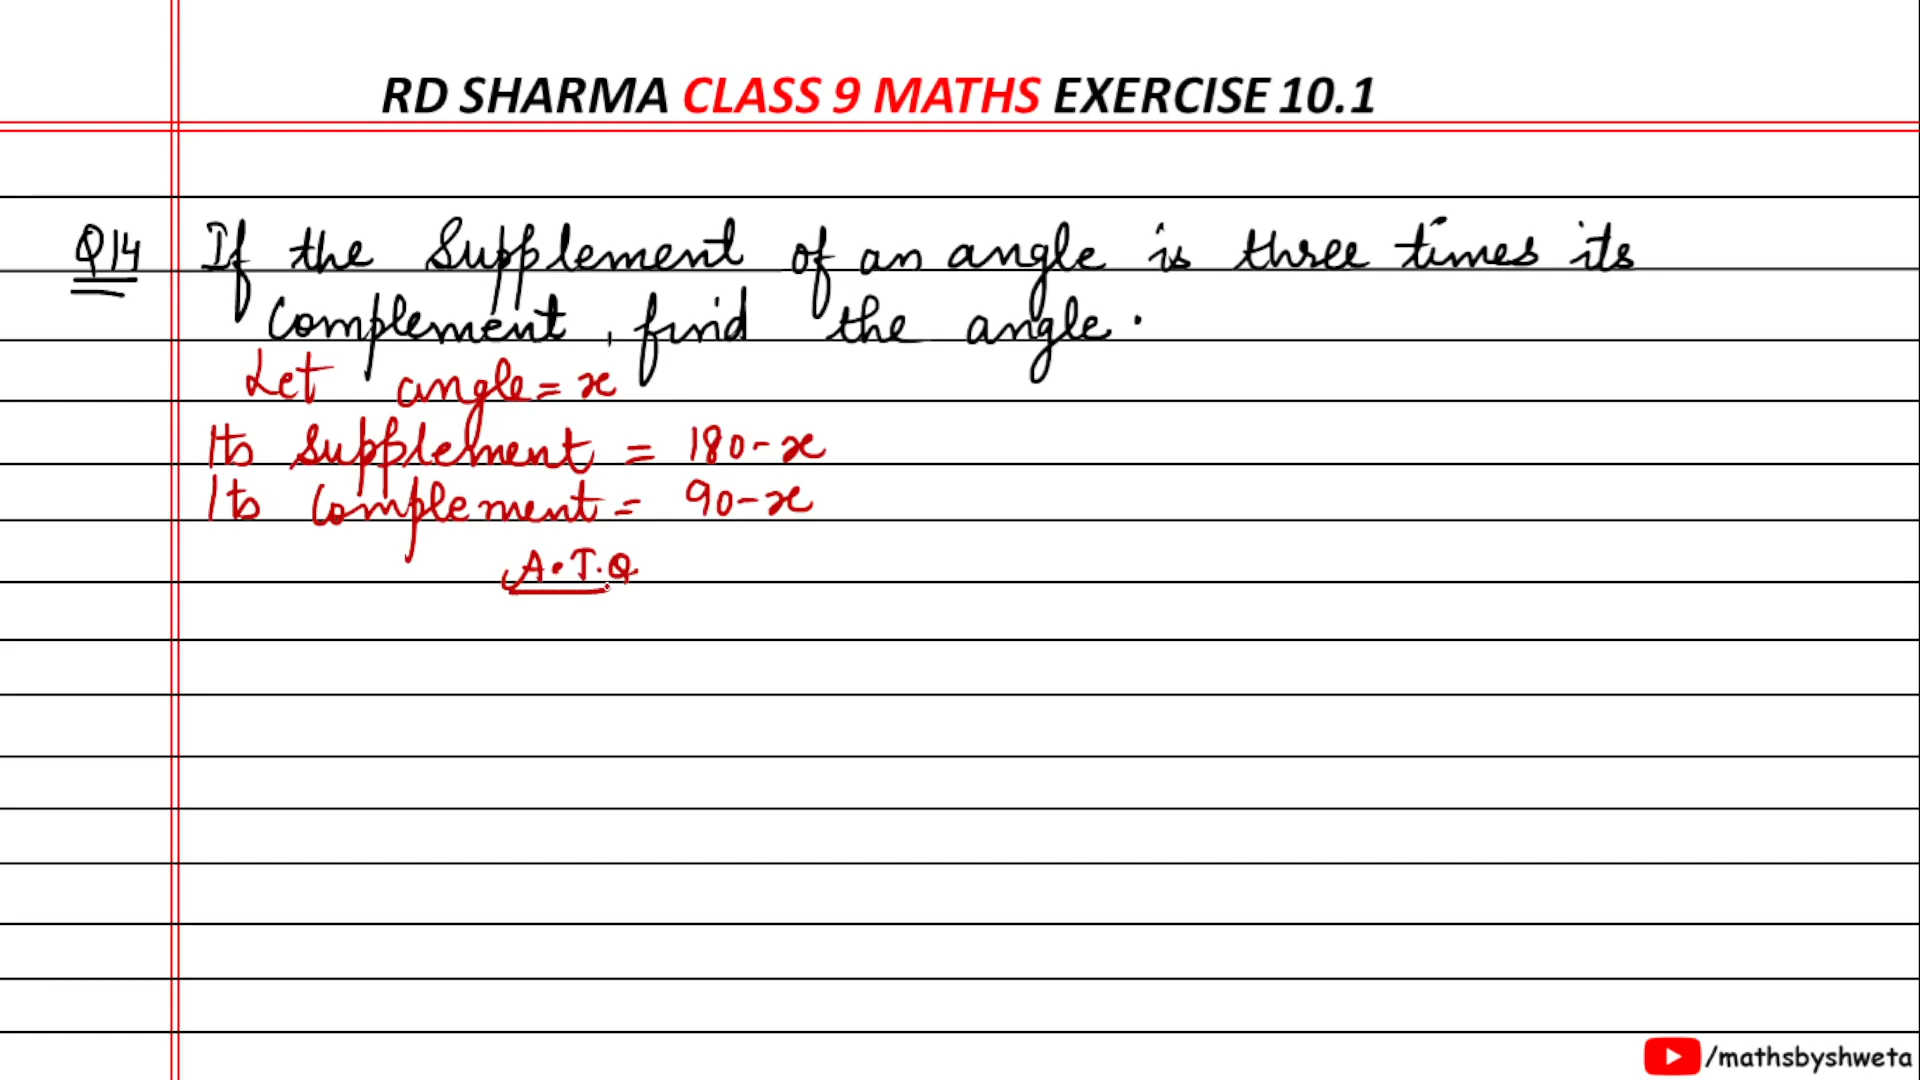 RD SHARMA CLASS 9 MATHS EXERCISE 10.1
Q14 If the Supplement of an angle is three times its
Complement, find the angle.
Let angle = x
Its Supplement = 180-x
Its Complement = 90-x
A.T.Q
/mathsbyshweta